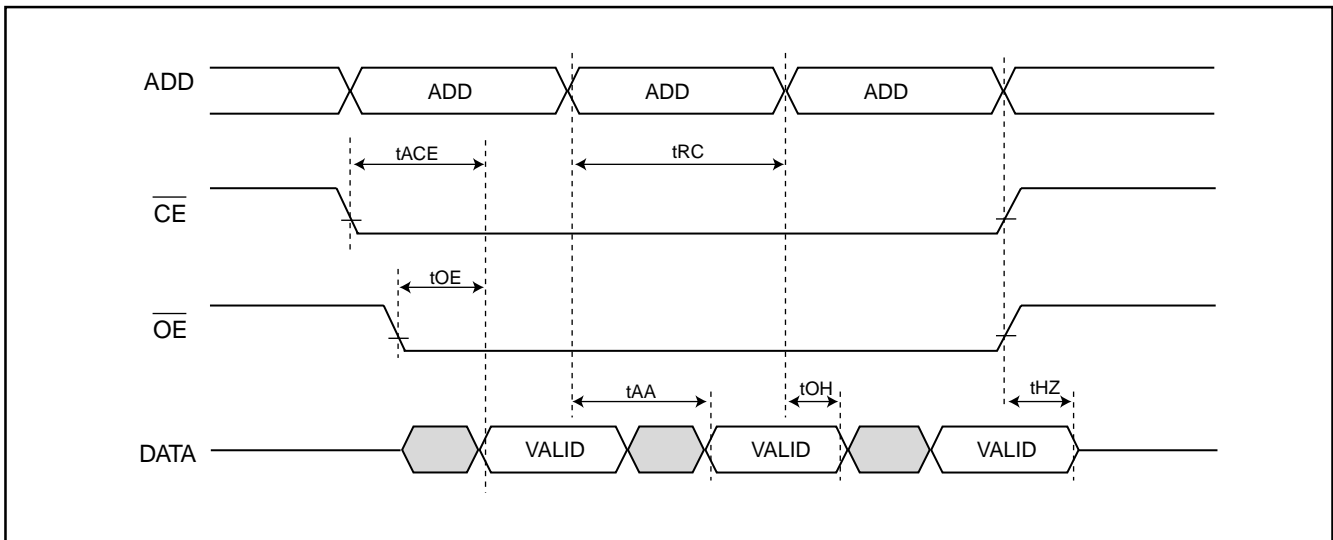 ADD ADD ADD ADD
tACE tRC
CE
tOE
OE
tAA tOH tHZ
DATA VALID VALID VALID